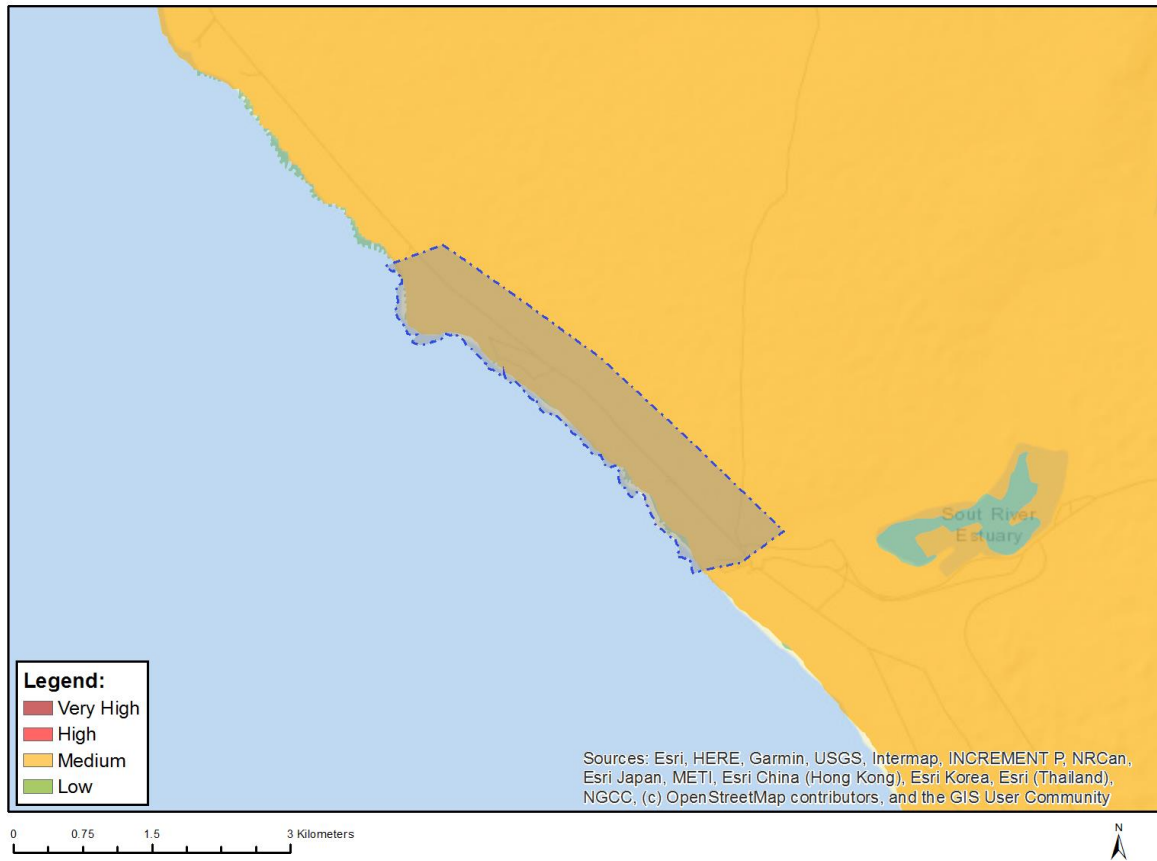 Sout River
Estuary
Legend:
Very High
High
Medium
Low
Sources: Esri, HERE, Garmin, USGS, Intermap, INCREMENT P, NRCan,
Esri Japan, METI, Esri China (Hong Kong), Esri Korea, Esri (Thailand),
NGCC, (c) OpenStreetMap contributors, and the GIS User Community
0 0.75 1.5 3 Kilometers
N